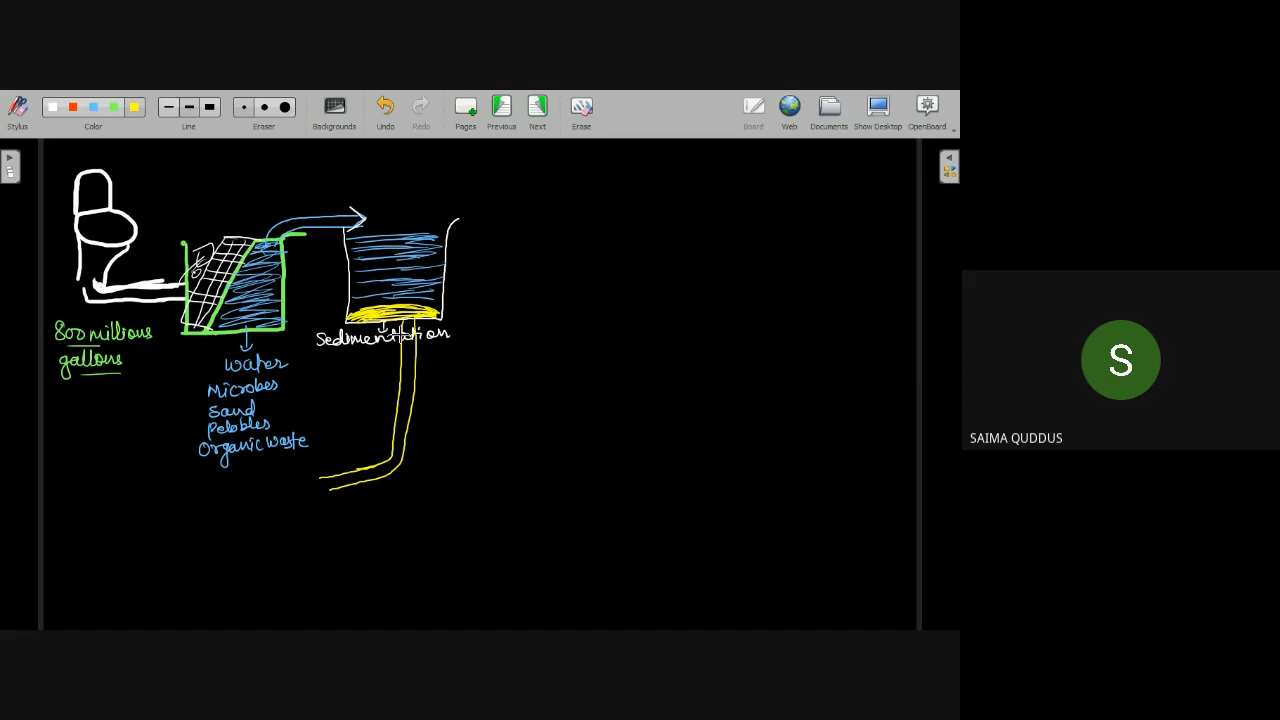 Stylus
Color
Line
Eraser
Backgrounds
Undo
Redo
Pages
Previous
Next
Erase
Board
Web
Documents
Show Desktop
OpenBoard
800 millions
gallons
Sedimentation
Water
Microbes
Sand
Pebbles
Organic waste
S
SAIMA QUDDUS